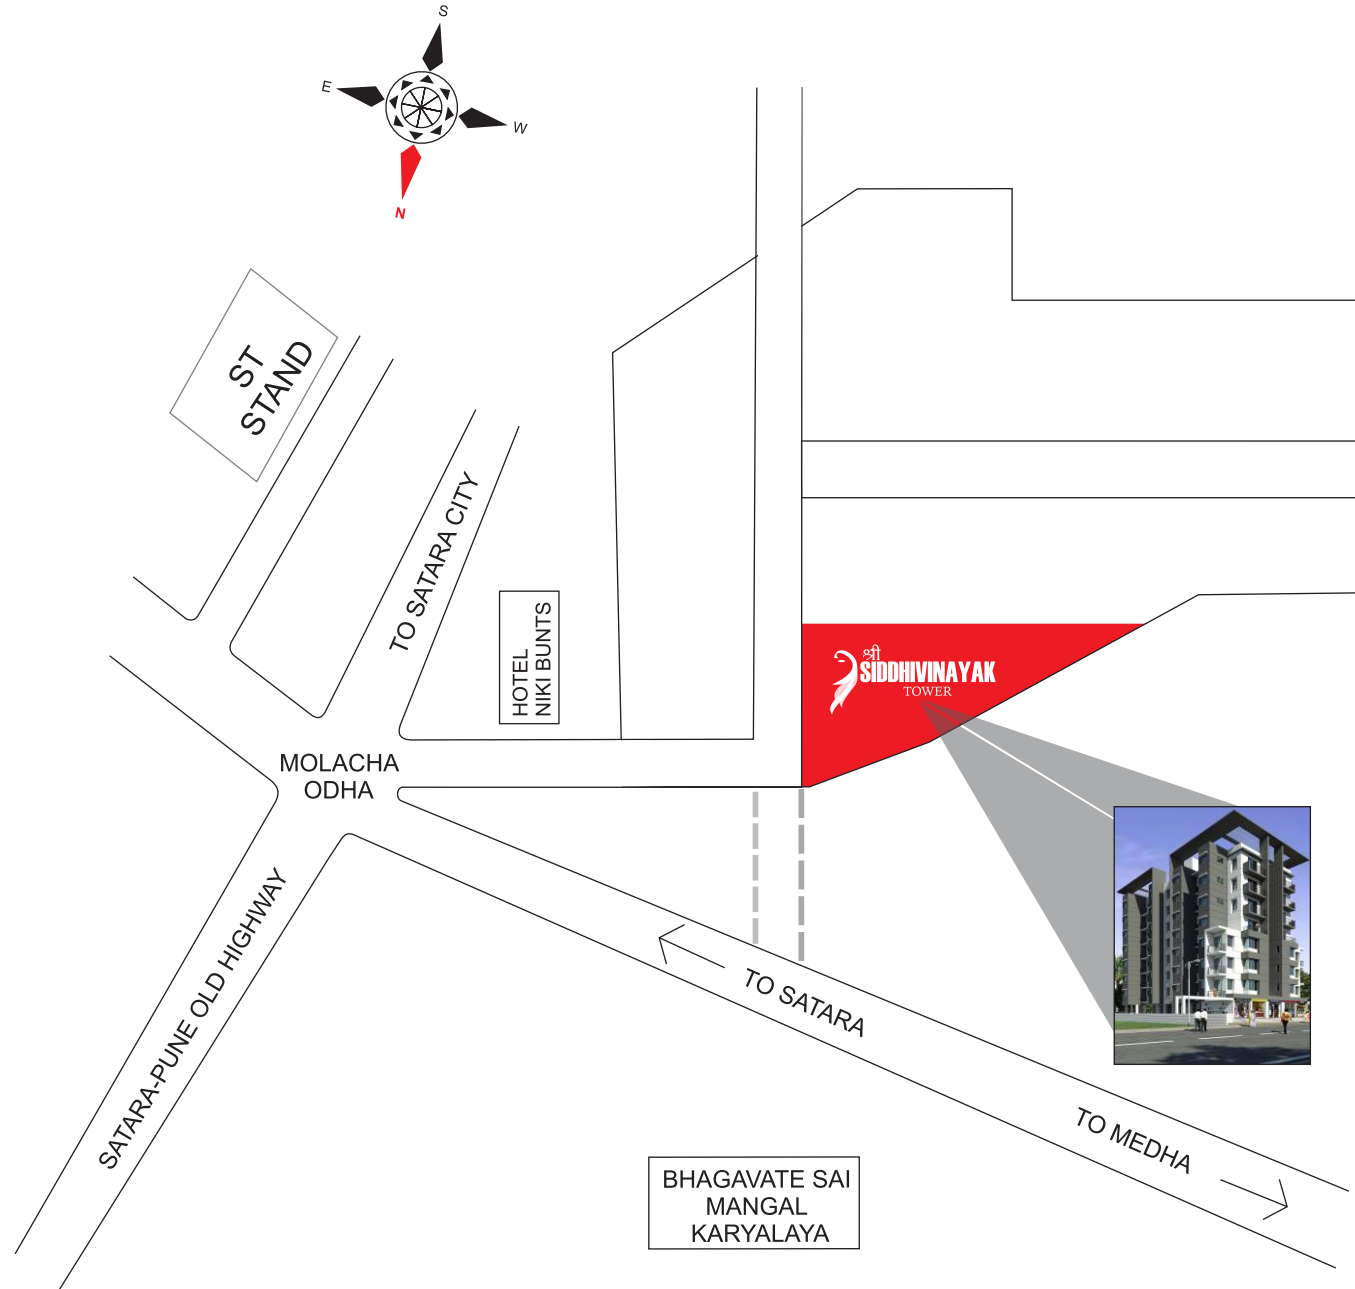 S
E
W
N
ST
STAND
TO SATARA CITY
HOTEL
NIKI BUNTS
श्री
SIDDHIVINAYAK
TOWER
MOLACHA
ODHA
SATARA-PUNE OLD HIGHWAY
TO SATARA
TO MEDHA
BHAGAVATE SAI
MANGAL
KARYALAYA